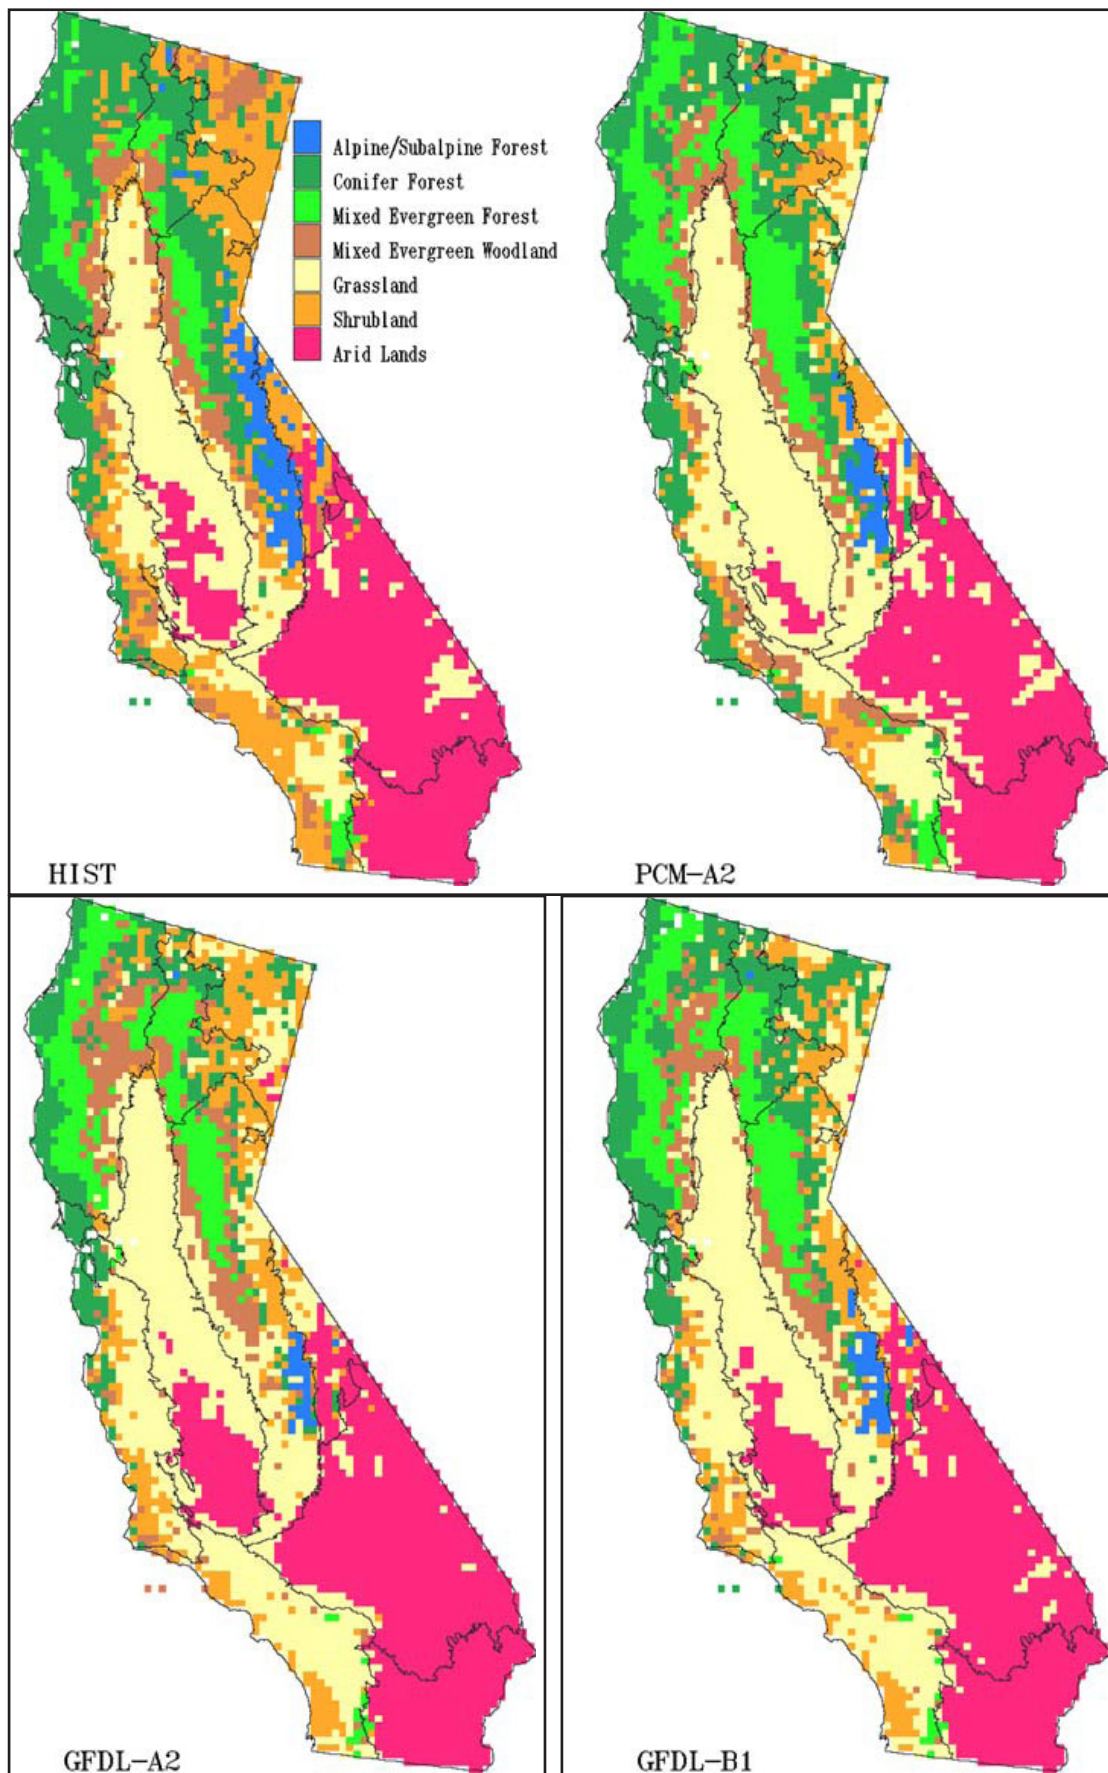 Alpine/Subalpine Forest
Conifer Forest
Mixed Evergreen Forest
Mixed Evergreen Woodland
Grassland
Shrubland
Arid Lands
HIST
PCM-A2
GFDL-A2
GFDL-B1